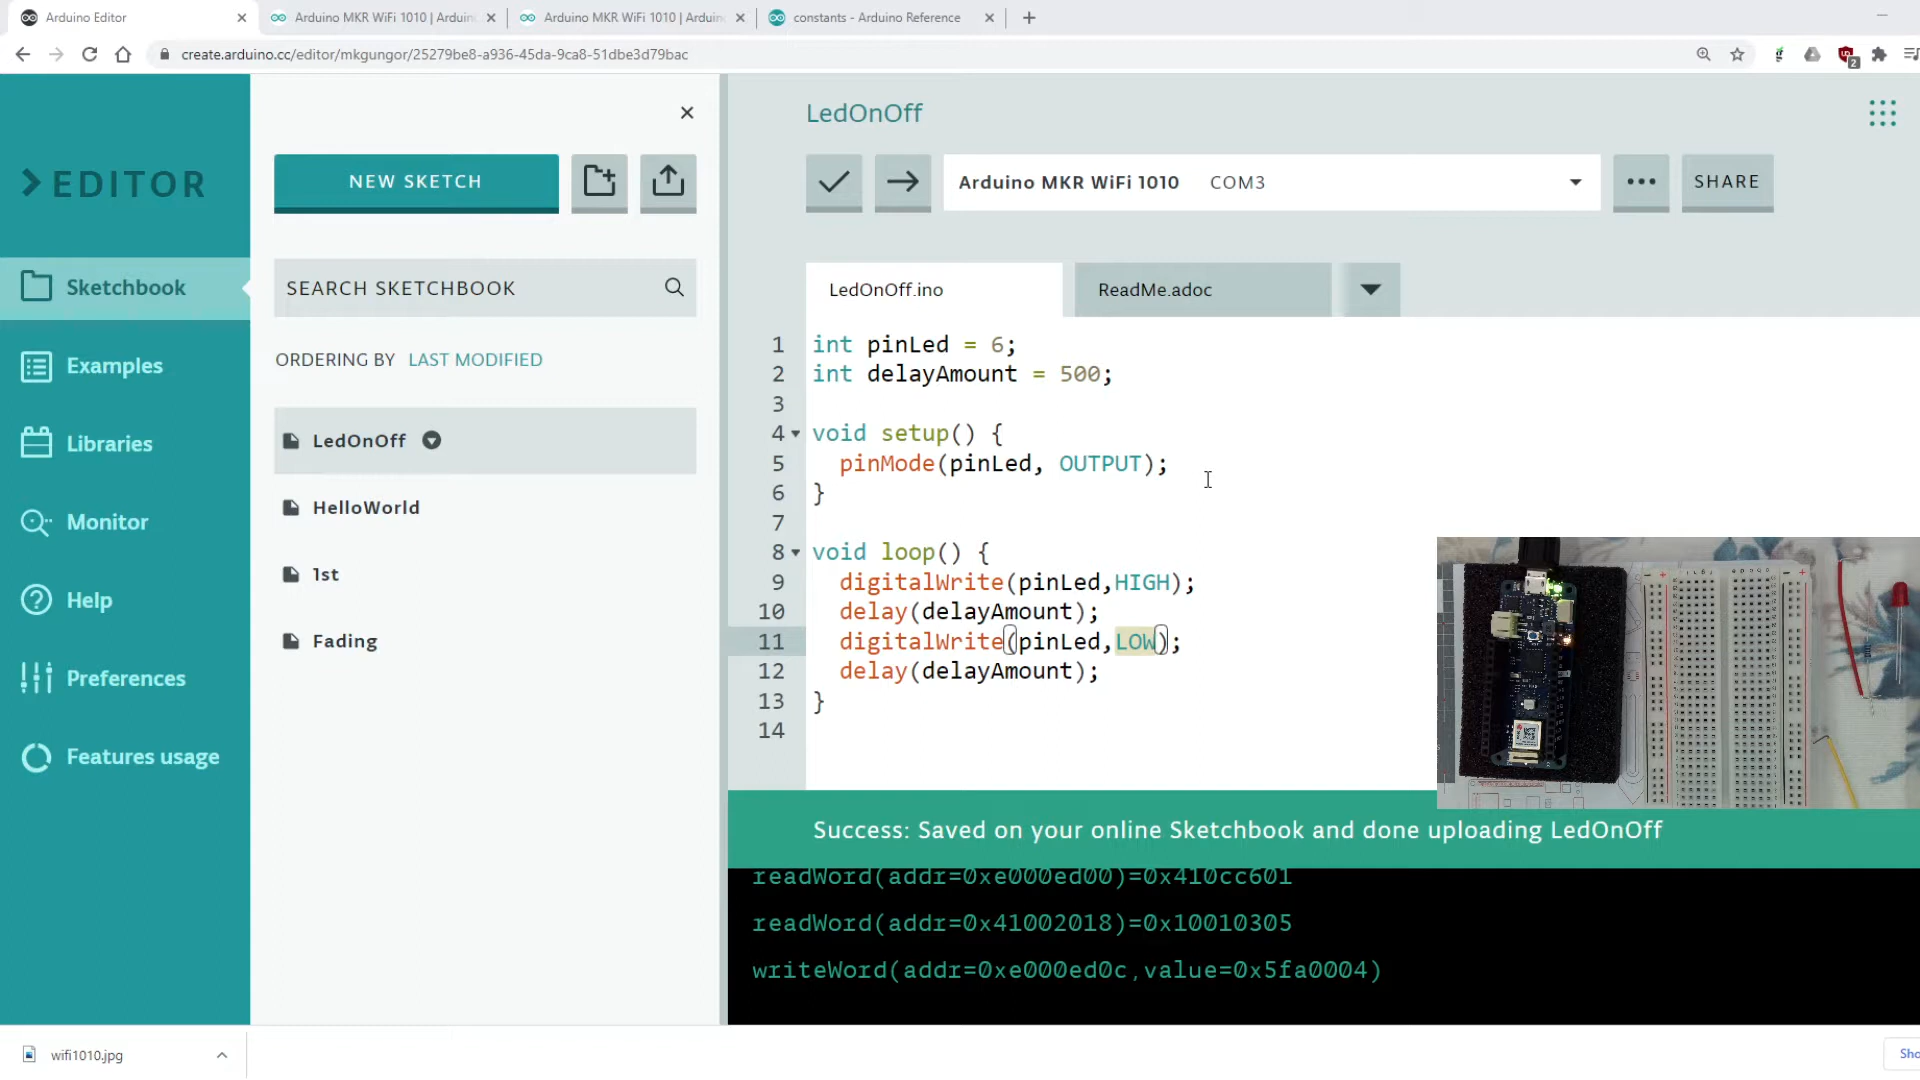 Arduino Editor
Arduino MKR WiFi 1010 | Arduin
Arduino MKR WiFi 1010 | Arduin
constants - Arduino Reference
create.arduino.cc/editor/mkgungor/25279be8-a936-45da-9ca8-51dbe3d79bac
2
EDITOR
Sketchbook
Examples
Libraries
Monitor
Help
Preferences
Features usage
NEW SKETCH
SEARCH SKETCHBOOK
ORDERING BY LAST MODIFIED
LedOnOff
HelloWorld
1st
Fading
LedOnOff
Arduino MKR WiFi 1010 COM3
SHARE
LedOnOff.ino
ReadMe.adoc
1 int pinLed = 6;
2 int delayAmount = 500;
3
4 void setup() {
5 pinMode(pinLed, OUTPUT);
6 }
7
8 void loop() {
9 digitalWrite(pinLed,HIGH);
10 delay(delayAmount);
11 digitalWrite(pinLed,LOW);
12 delay(delayAmount);
13 }
14
Success: Saved on your online Sketchbook and done uploading LedOnOff
readWord(addr=0xe000ed00)=0x410cc601
readWord(addr=0x41002018)=0x10010305
writeWord(addr=0xe000ed0c,value=0x5fa0004)
wifi1010.jpg
Sho